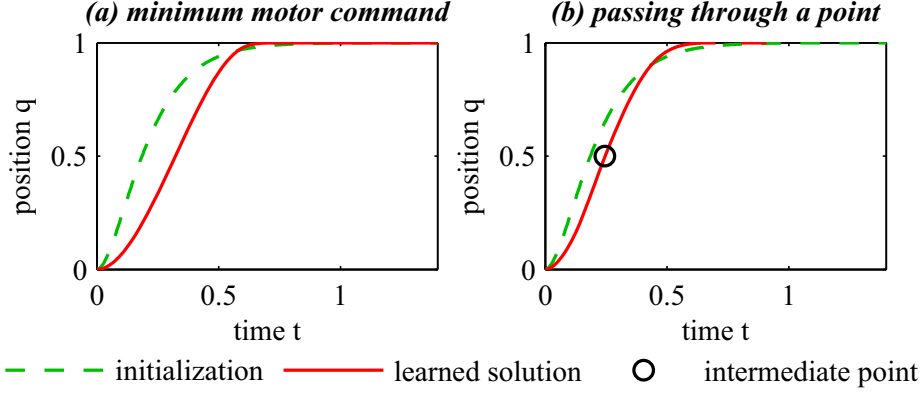 (a) minimum motor command
1
0.5
0
position q
0
0.5
1
time t
(b) passing through a point
1
0.5
0
position q
0
0.5
1
time t
initialization
learned solution
intermediate point